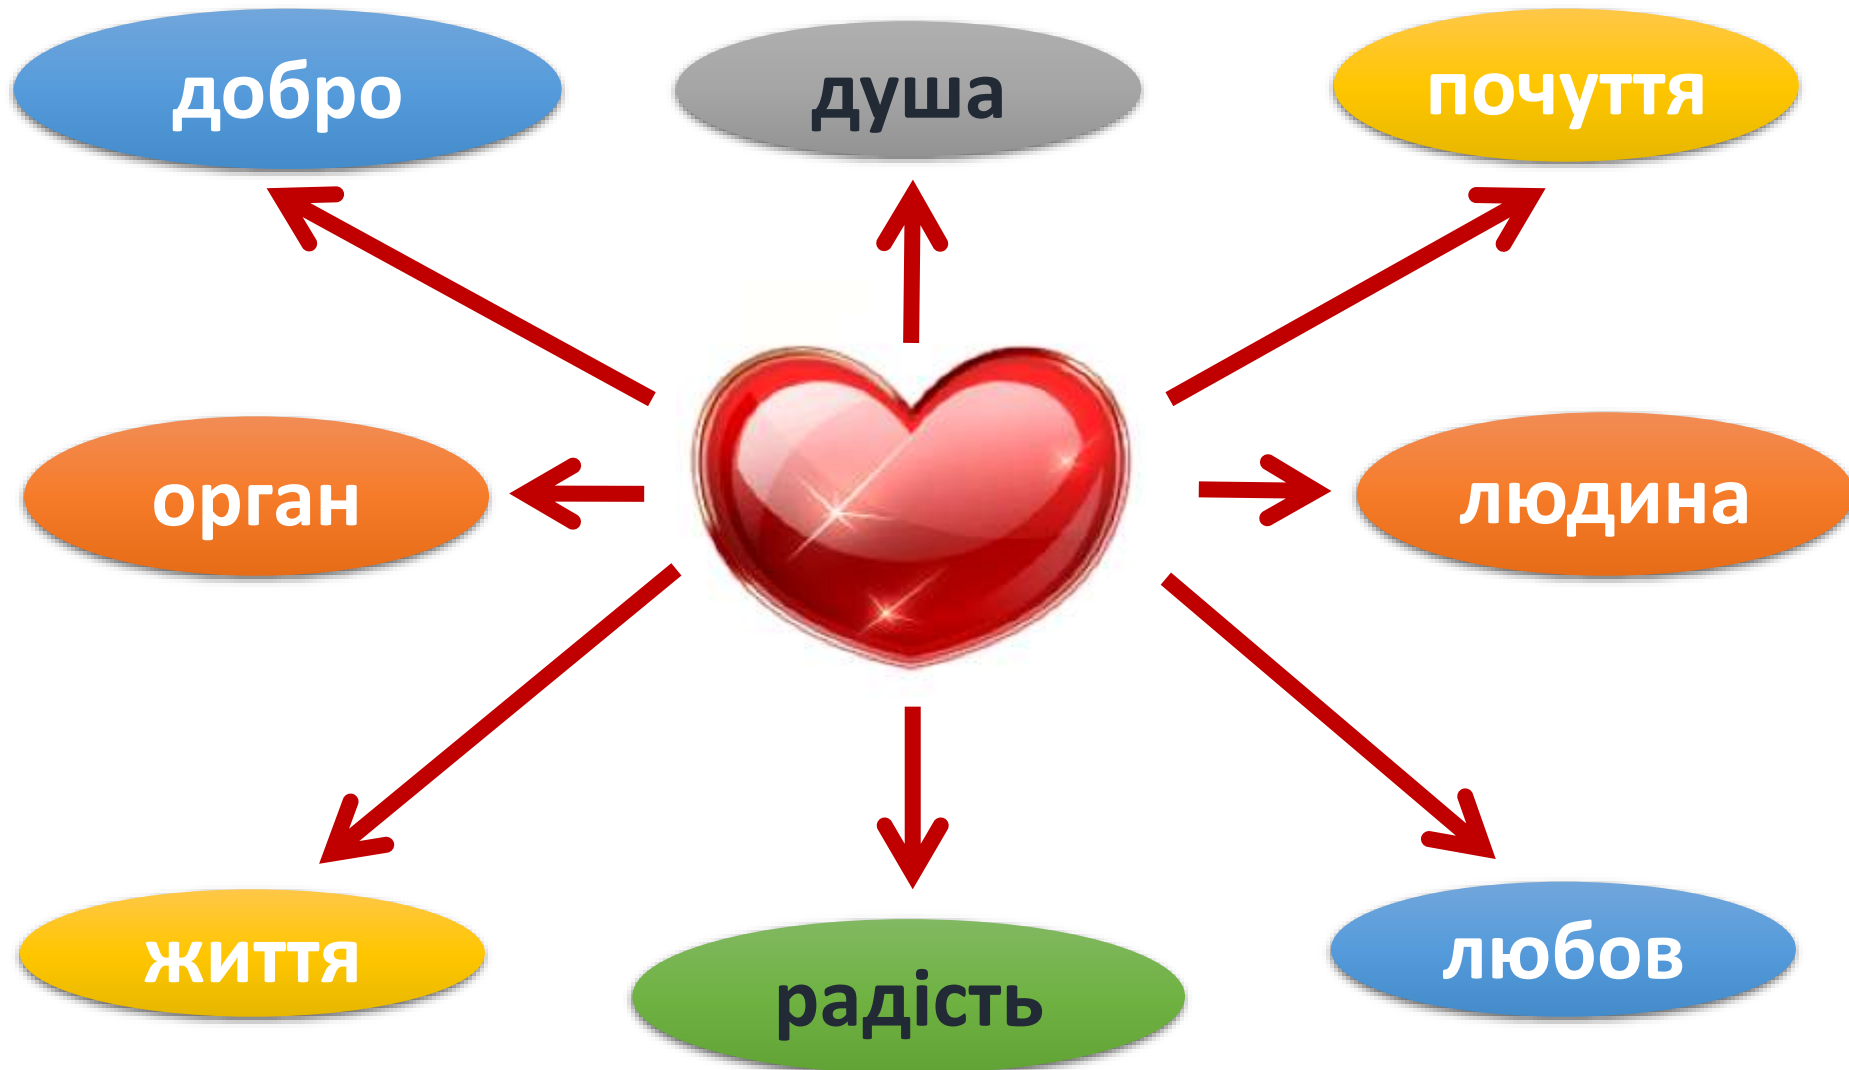 добро
душа
почуття
орган
людина
життя
радість
любов